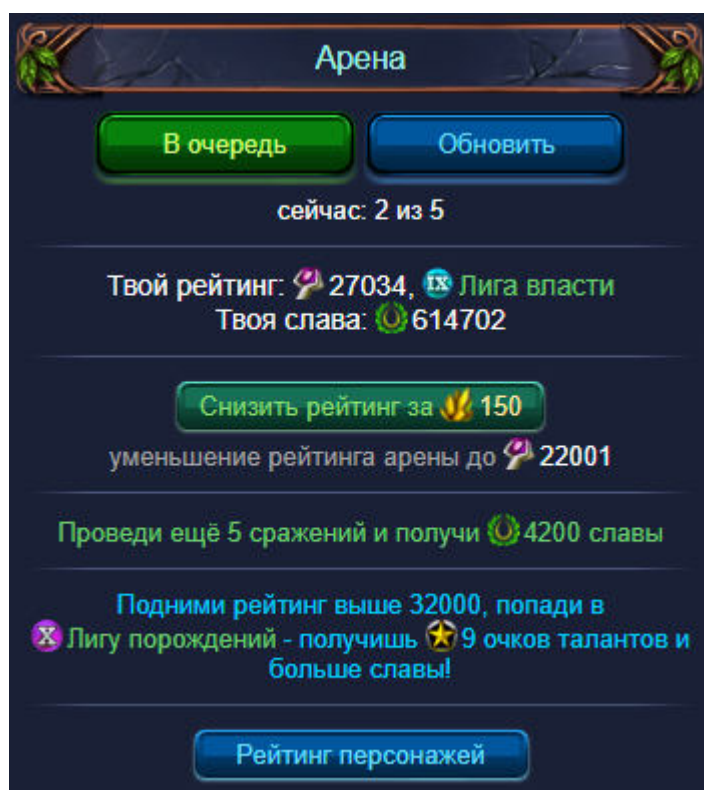 Арена
В очередь Обновить
сейчас: 2 из 5
Твой рейтинг: 27034, IX Лига власти
Твоя слава: 614702
Снизить рейтинг за 150
уменьшение рейтинга арены до 22001
Проведи ещё 5 сражений и получи 4200 славы
Подними рейтинг выше 32000, попади в
X Лигу порождений - получишь 9 очков талантов и
больше славы!
Рейтинг персонажей